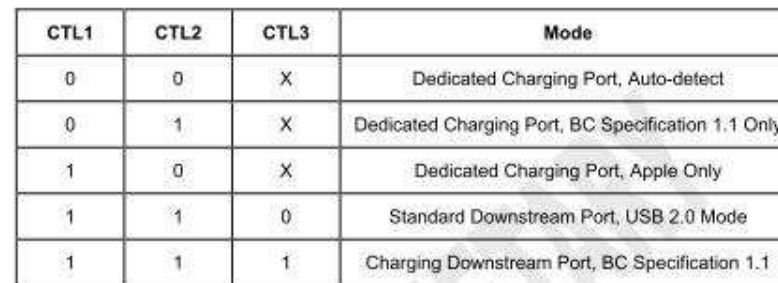 CTL1 CTL2 CTL3 Mode
0 0 X Dedicated Charging Port, Auto-detect
0 1 X Dedicated Charging Port, BC Specification 1.1 Only
1 0 X Dedicated Charging Port, Apple Only
1 1 0 Standard Downstream Port, USB 2.0 Mode
1 1 1 Charging Downstream Port, BC Specification 1.1